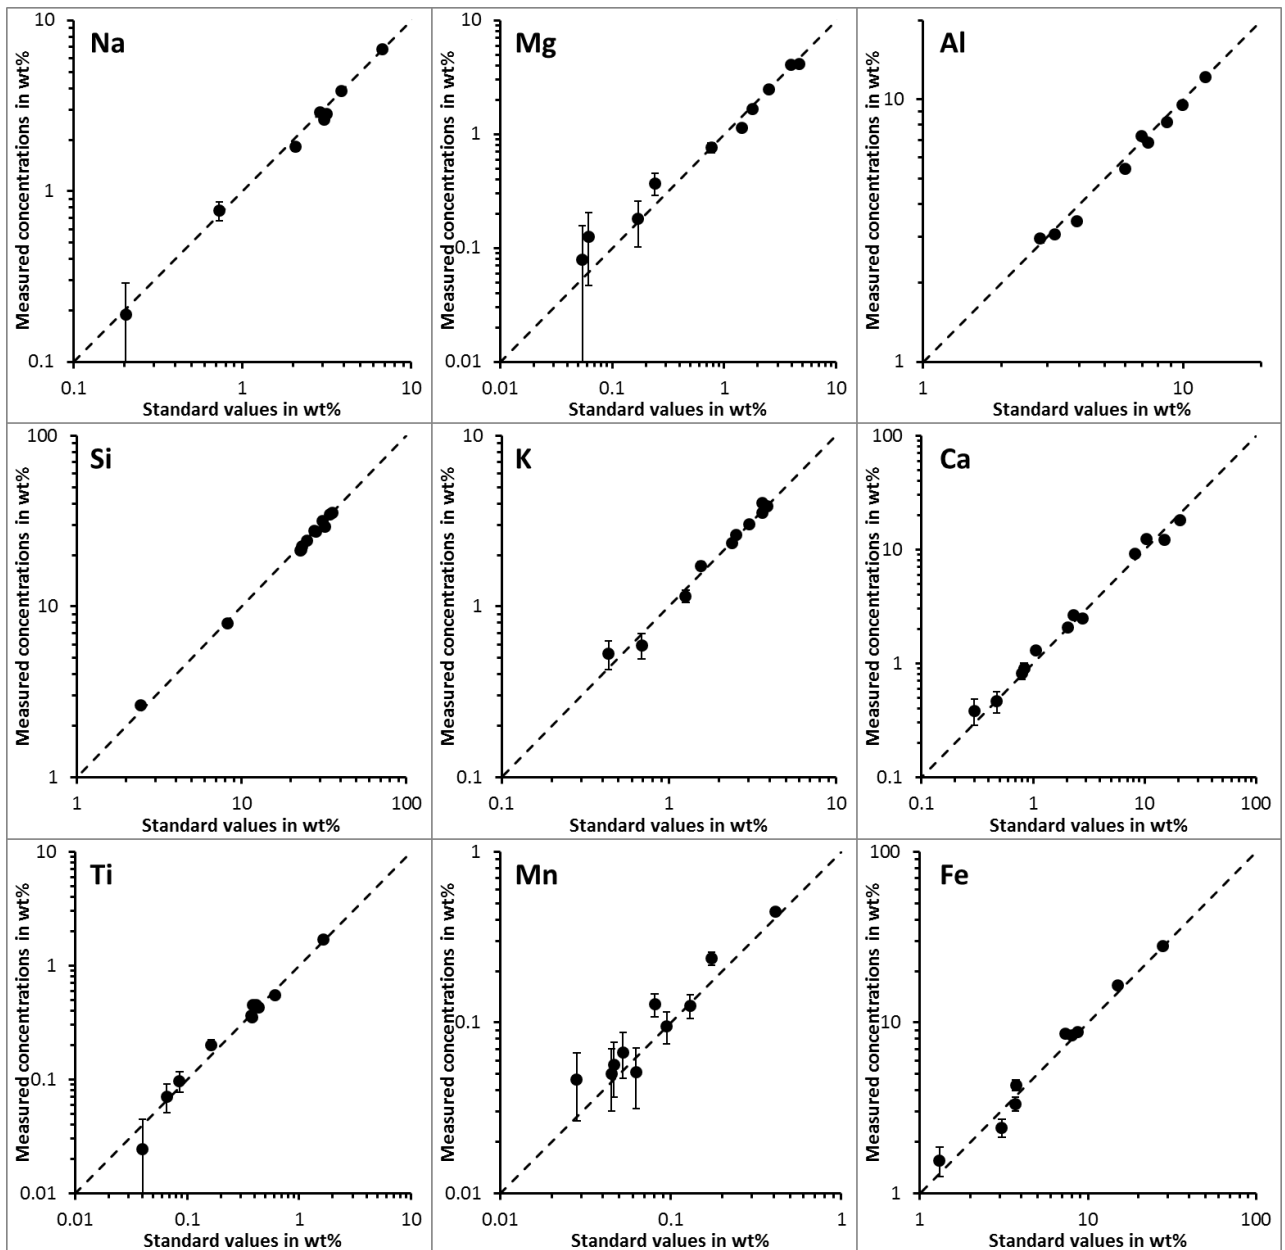 Na
Measured concentrations in wt%
10
1
0.1
0.1 1 10
Standard values in wt%
Mg
Measured concentrations in wt%
10
1
0.1
0.01
0.01 0.1 1 10
Standard values in wt%
Al
Measured concentrations in wt%
10
1
1 10
Standard values in wt%
Si
Measured concentrations in wt%
100
10
1
1 10 100
Standard values in wt%
K
Measured concentrations in wt%
10
1
0.1
0.1 1 10
Standard values in wt%
Ca
Measured concentrations in wt%
100
10
1
0.1
0.1 1 10 100
Standard values in wt%
Ti
Measured concentrations in wt%
10
1
0.1
0.01
0.01 0.1 1 10
Standard values in wt%
Mn
Measured concentrations in wt%
1
0.1
0.01
0.01 0.1 1
Standard values in wt%
Fe
Measured concentrations in wt%
100
10
1
1 10 100
Standard values in wt%